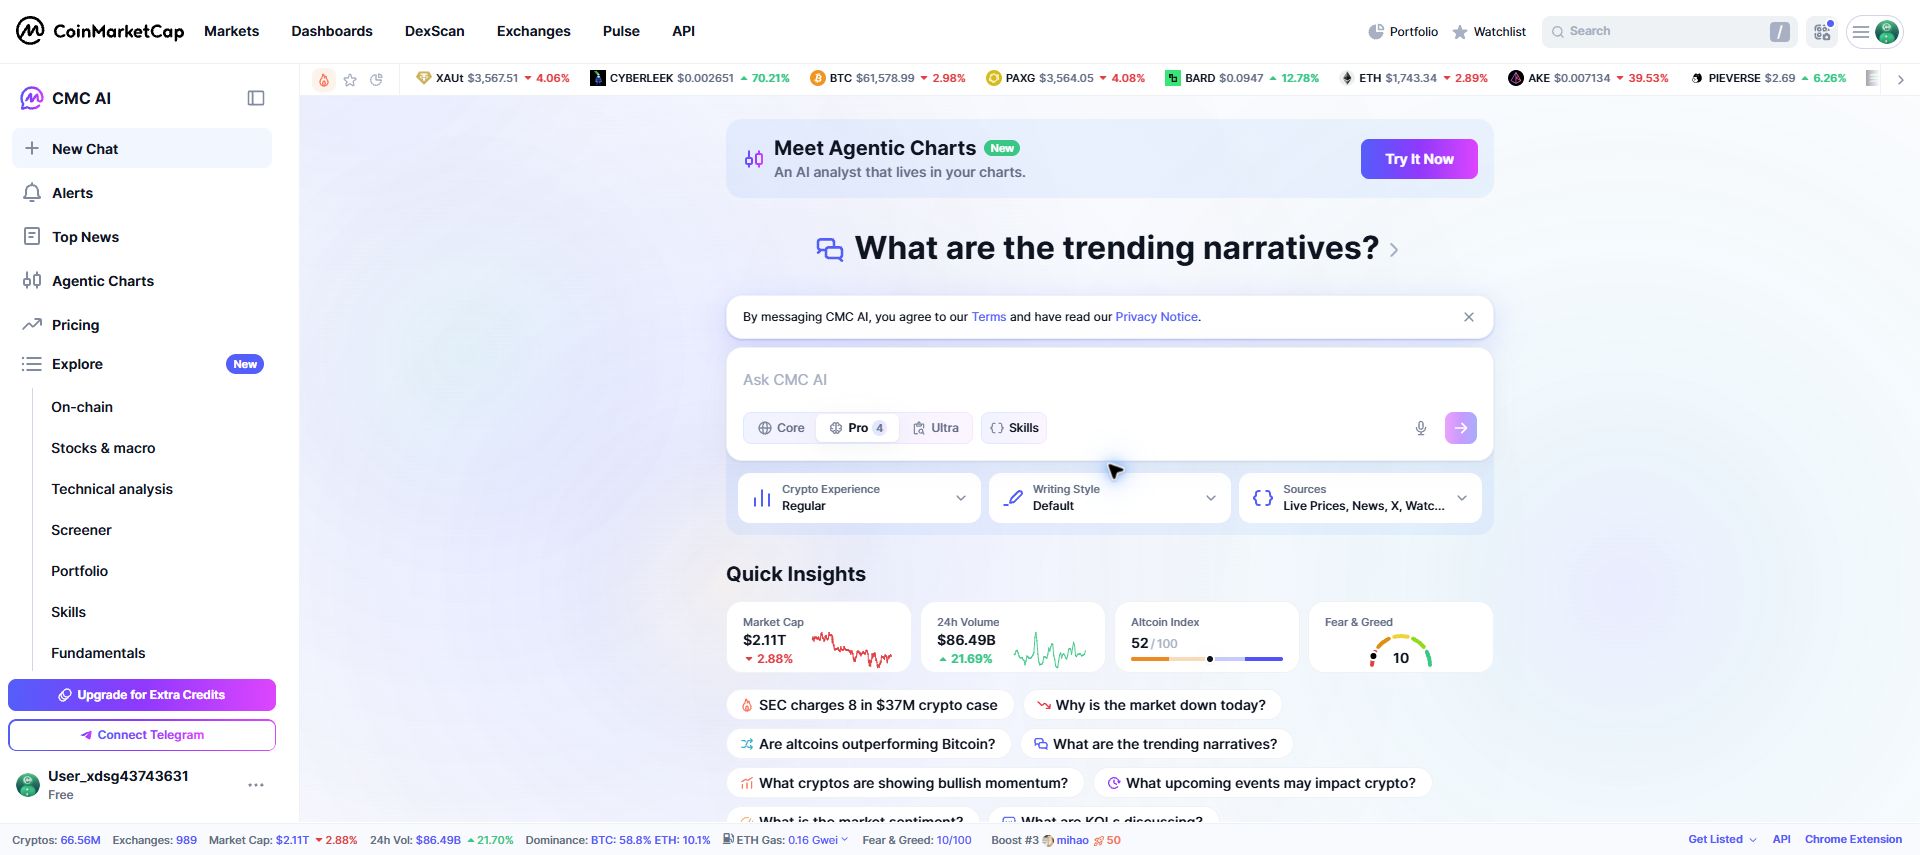 CoinMarketCap Markets Dashboards DexScan Exchanges Pulse API Portfolio Watchlist Search /
XAUt $3,567.51 4.06% CYBERLEEK $0.002651 70.21% BTC $61,578.99 2.98% PAXG $3,564.05 4.08% BARD $0.0947 12.78% ETH $1,743.34 2.89% AKE $0.007134 39.53% PIEVERSE $2.69 6.26%
CMC AI
New Chat
Alerts
Top News
Agentic Charts
Pricing
Explore New
On-chain
Stocks & macro
Technical analysis
Screener
Portfolio
Skills
Fundamentals
Upgrade for Extra Credits
Connect Telegram
User_xdsg43743631
Free
Meet Agentic Charts New
An AI analyst that lives in your charts.
Try It Now
What are the trending narratives?
By messaging CMC AI, you agree to our Terms and have read our Privacy Notice.
Ask CMC AI
Core Pro 4 Ultra Skills
Crypto Experience
Regular
Writing Style
Default
Sources
Live Prices, News, X, Watc...
Quick Insights
Market Cap
$2.11T
2.88%
24h Volume
$86.49B
21.69%
Altcoin Index
52 / 100
Fear & Greed
10
SEC charges 8 in $37M crypto case
Why is the market down today?
Are altcoins outperforming Bitcoin?
What are the trending narratives?
What cryptos are showing bullish momentum?
What upcoming events may impact crypto?
What is the market sentiment?
What are KOLs discussing?
Cryptos: 66.56M Exchanges: 989 Market Cap: $2.11T 2.88% 24h Vol: $86.49B 21.70% Dominance: BTC: 58.8% ETH: 10.1% ETH Gas: 0.16 Gwei Fear & Greed: 10/100 Boost #3 mihao 50 Get Listed API Chrome Extension